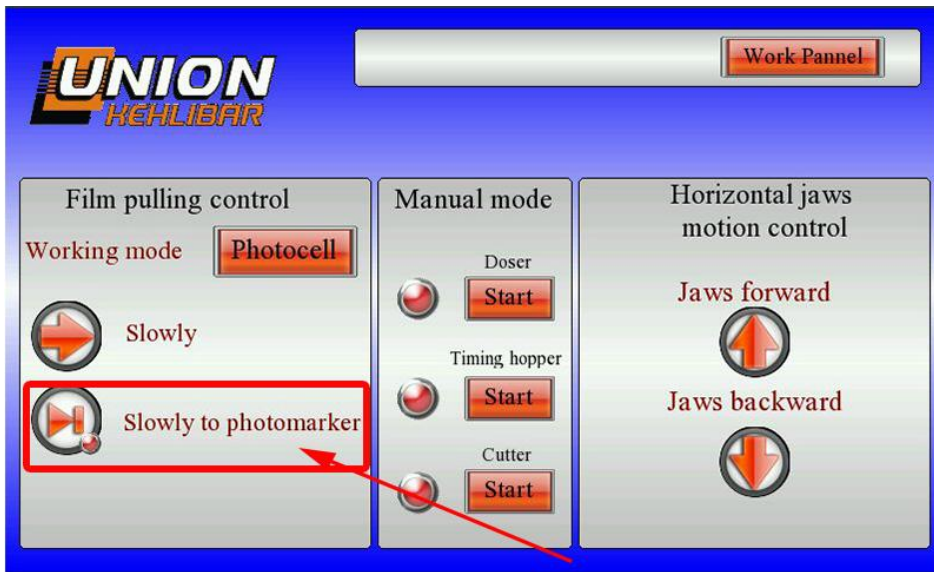 UNION
KEHLIBAR
Work Pannel
Film pulling control
Working mode
Photocell
Slowly
Slowly to photomarker
Manual mode
Doser
Start
Timing hopper
Start
Cutter
Start
Horizontal jaws
motion control
Jaws forward
Jaws backward